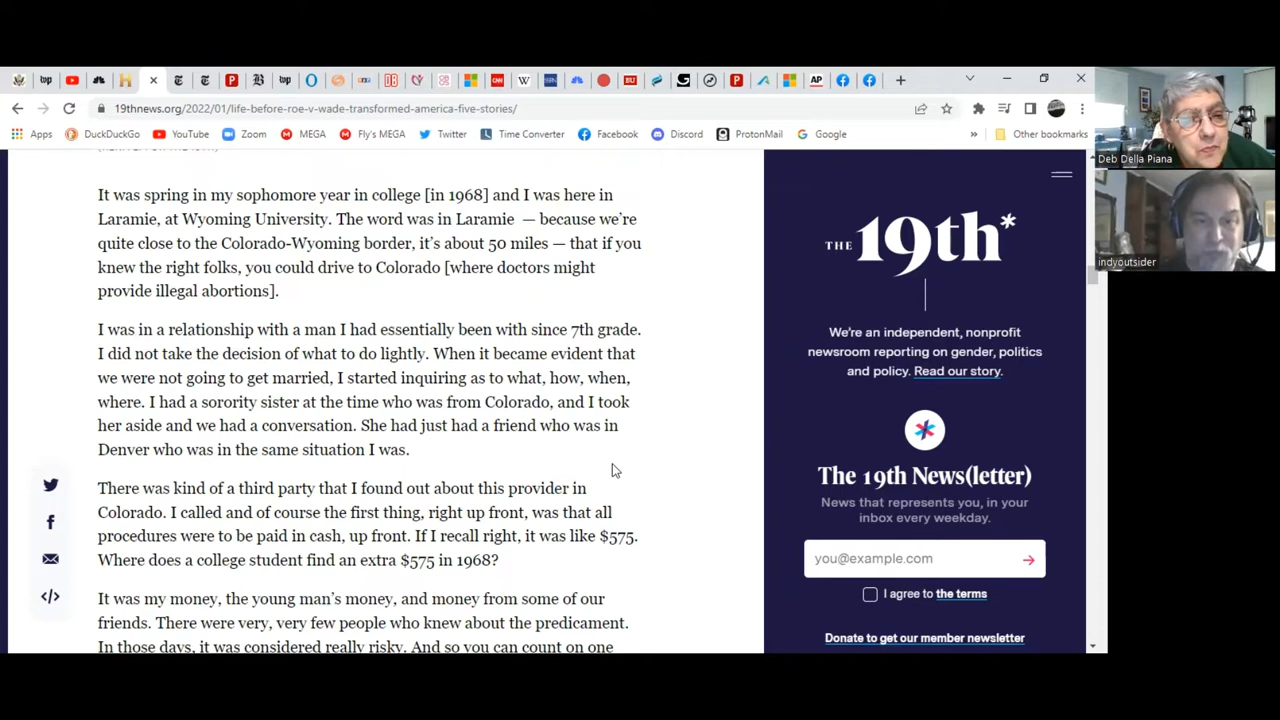 19thnews.org/2022/01/life-before-roe-v-wade-transformed-america-five-stories/
Apps DuckDuckGo YouTube Zoom MEGA Fly's MEGA Twitter Time Converter Facebook Discord ProtonMail Google » Other bookmarks
Deb Della Piana
indyoutsider
It was spring in my sophomore year in college [in 1968] and I was here in
Laramie, at Wyoming University. The word was in Laramie — because we're
quite close to the Colorado-Wyoming border, it's about 50 miles — that if you
knew the right folks, you could drive to Colorado [where doctors might
provide illegal abortions].
I was in a relationship with a man I had essentially been with since 7th grade.
I did not take the decision of what to do lightly. When it became evident that
we were not going to get married, I started inquiring as to what, how, when,
where. I had a sorority sister at the time who was from Colorado, and I took
her aside and we had a conversation. She had just had a friend who was in
Denver who was in the same situation I was.
There was kind of a third party that I found out about this provider in
Colorado. I called and of course the first thing, right up front, was that all
procedures were to be paid in cash, up front. If I recall right, it was like $575.
Where does a college student find an extra $575 in 1968?
It was my money, the young man's money, and money from some of our
friends. There were very, very few people who knew about the predicament.
In those days, it was considered really risky. And so you can count on one
THE 19th*
We're an independent, nonprofit
newsroom reporting on gender, politics
and policy. Read our story.
The 19th News(letter)
News that represents you, in your
inbox every weekday.
you@example.com
I agree to the terms
Donate to get our member newsletter